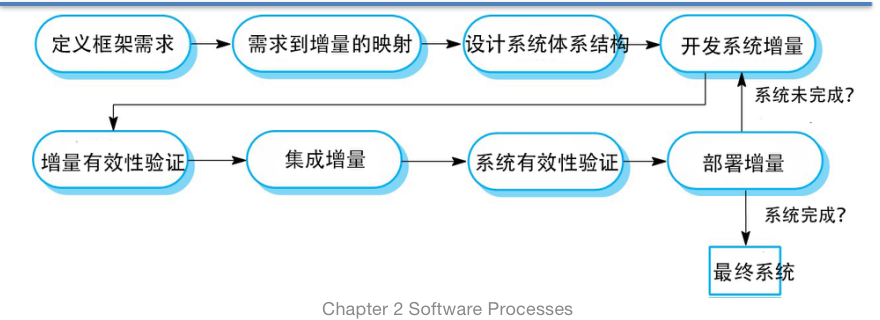 定义框架需求
需求到增量的映射
设计系统体系结构
开发系统增量
系统未完成?
增量有效性验证
集成增量
系统有效性验证
部署增量
系统完成?
最终系统
Chapter 2 Software Processes